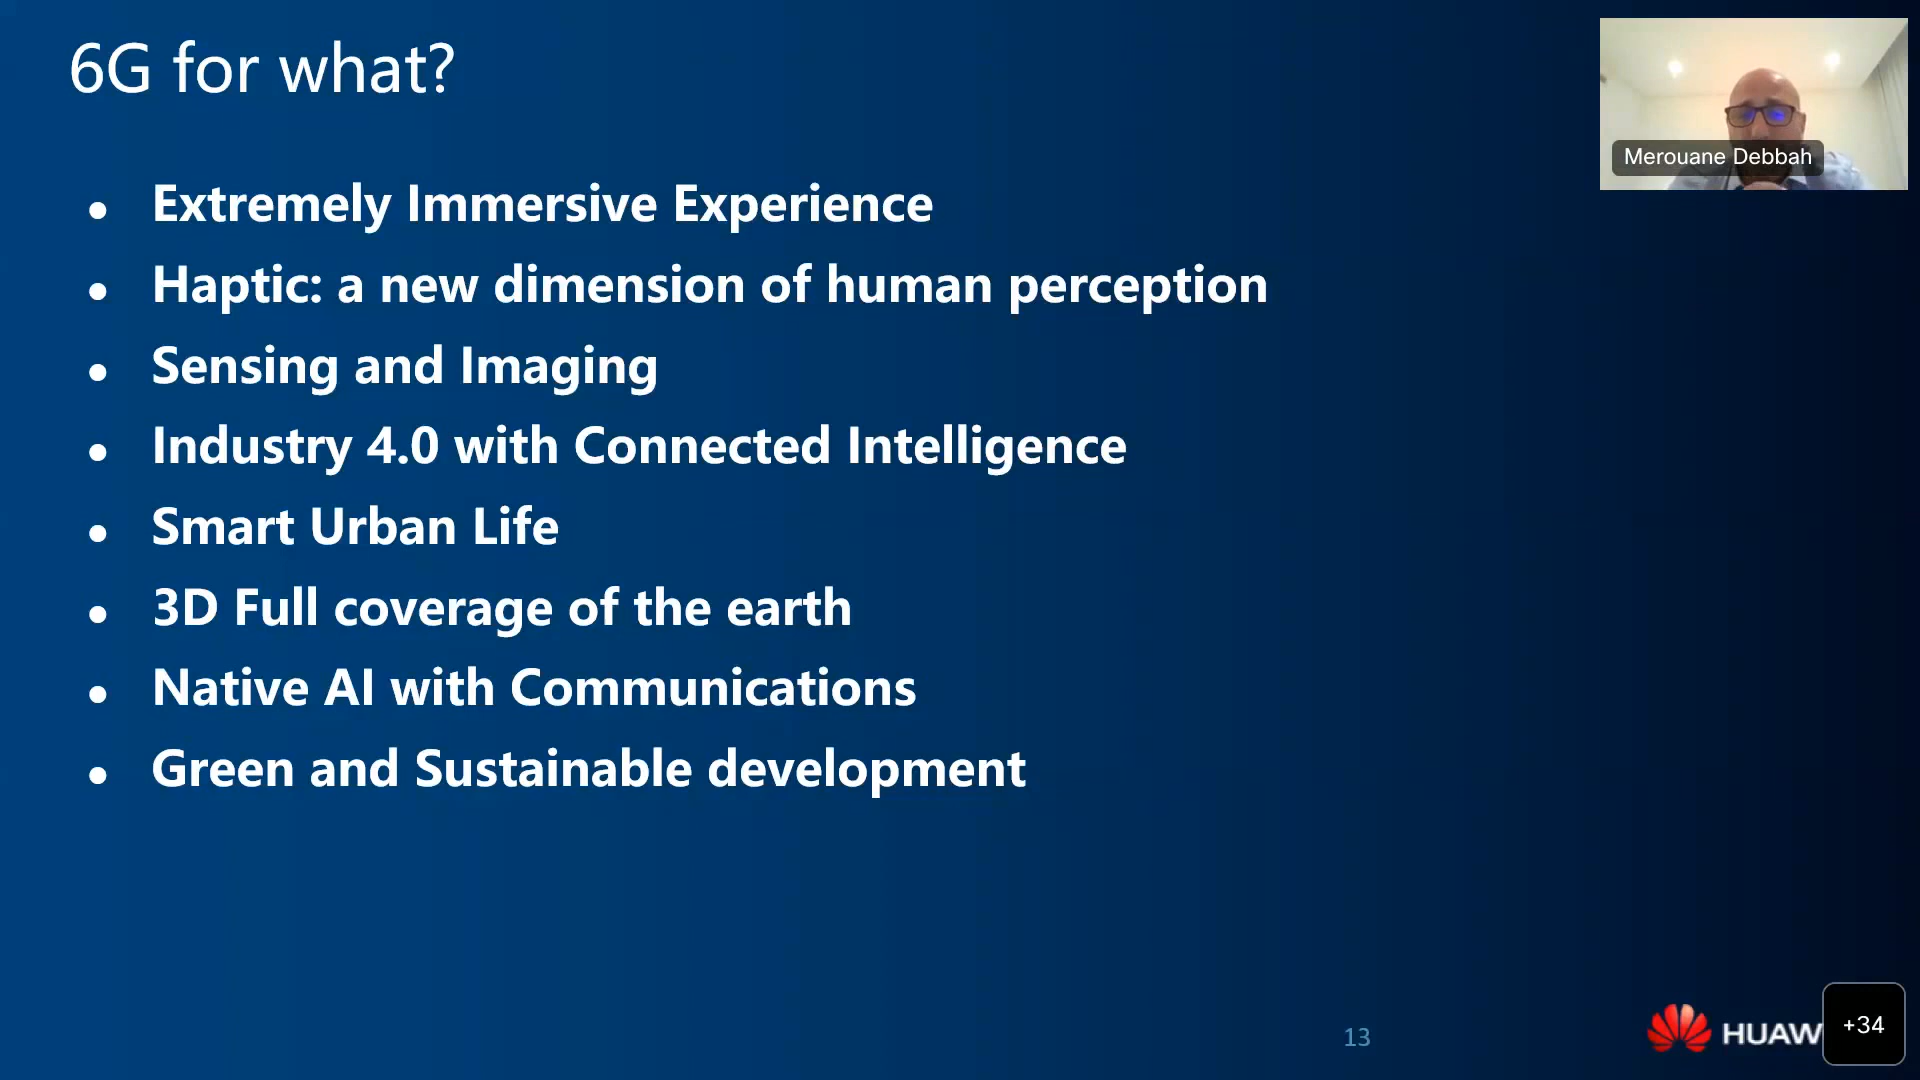 6G for what?
Merouane Debbah
• Extremely Immersive Experience
• Haptic: a new dimension of human perception
• Sensing and Imaging
• Industry 4.0 with Connected Intelligence
• Smart Urban Life
• 3D Full coverage of the earth
• Native AI with Communications
• Green and Sustainable development
13
HUAW
+34